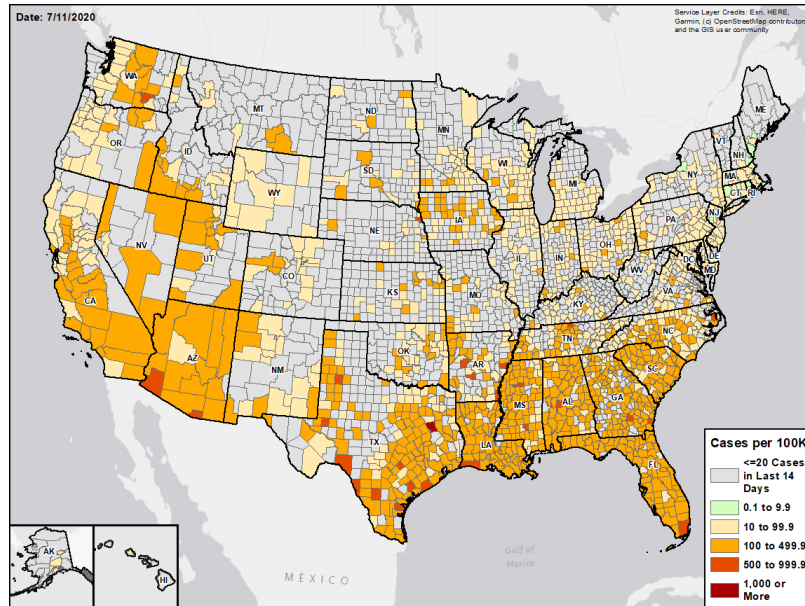 Date: 7/11/2020
Service Layer Credits: Esri, HERE,
Garmin, (c) OpenStreetMap contributors
and the GIS user community
WA
MT
ND
MN
ME
VT
NH
OR
ID
SD
WI
MI
NY
MA
CT RI
WY
IA
NE
PA
NJ
NV
UT
CO
IL
IN
OH
DE
DC
MD
WV
VA
CA
KS
MO
KY
AZ
NM
OK
AR
TN
NC
SC
MS
AL
GA
TX
LA
FL
AK
HI
MÉXICO
Gulf of
Mexico
Cases per 100K
<=20 Cases
in Last 14
Days
0.1 to 9.9
10 to 99.9
100 to 499.9
500 to 999.9
1,000 or
More